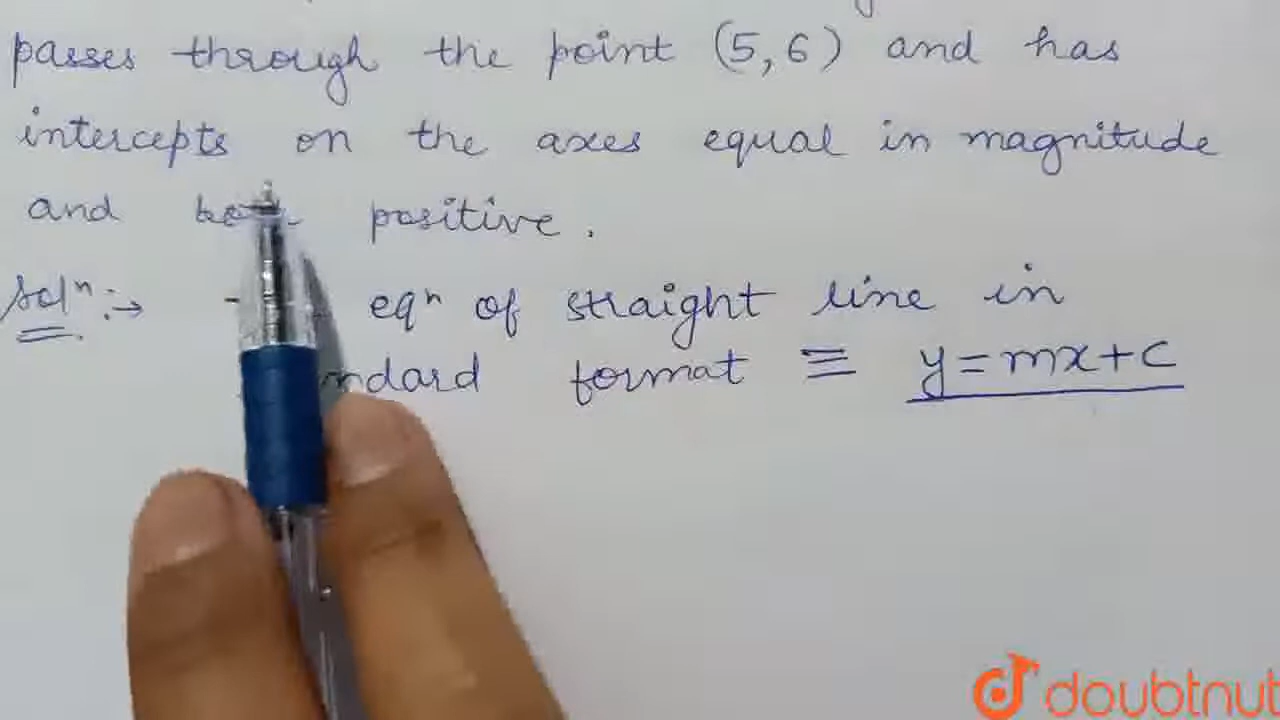 passes through the point (5,6) and has
intercepts on the axes equal in magnitude
and positive.
Solⁿ :→ eqⁿ of straight line in
format ≡ y=mx+c
doubtnut